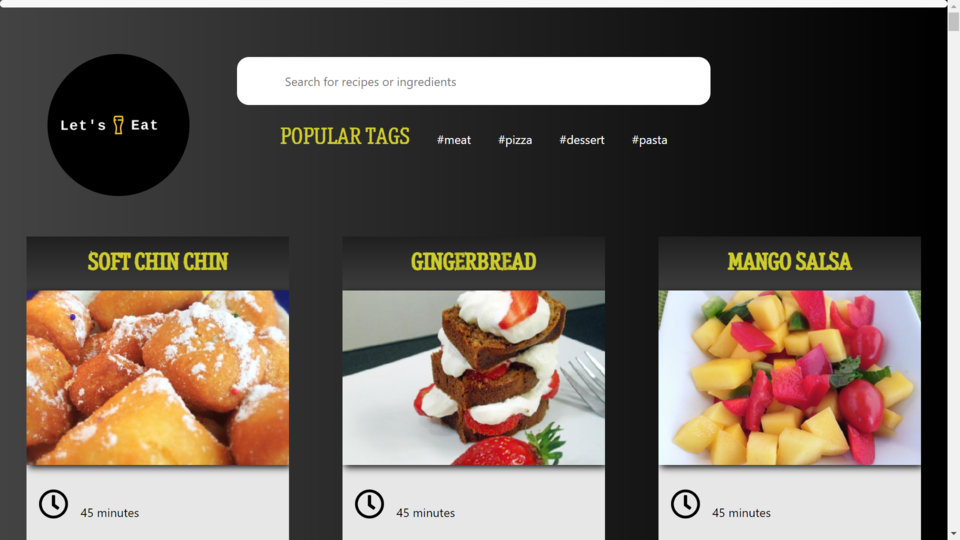 Search for recipes or ingredients
Let's Eat
POPULAR TAGS #meat #pizza #dessert #pasta
SOFT CHIN CHIN
GINGERBREAD
MANGO SALSA
45 minutes
45 minutes
45 minutes